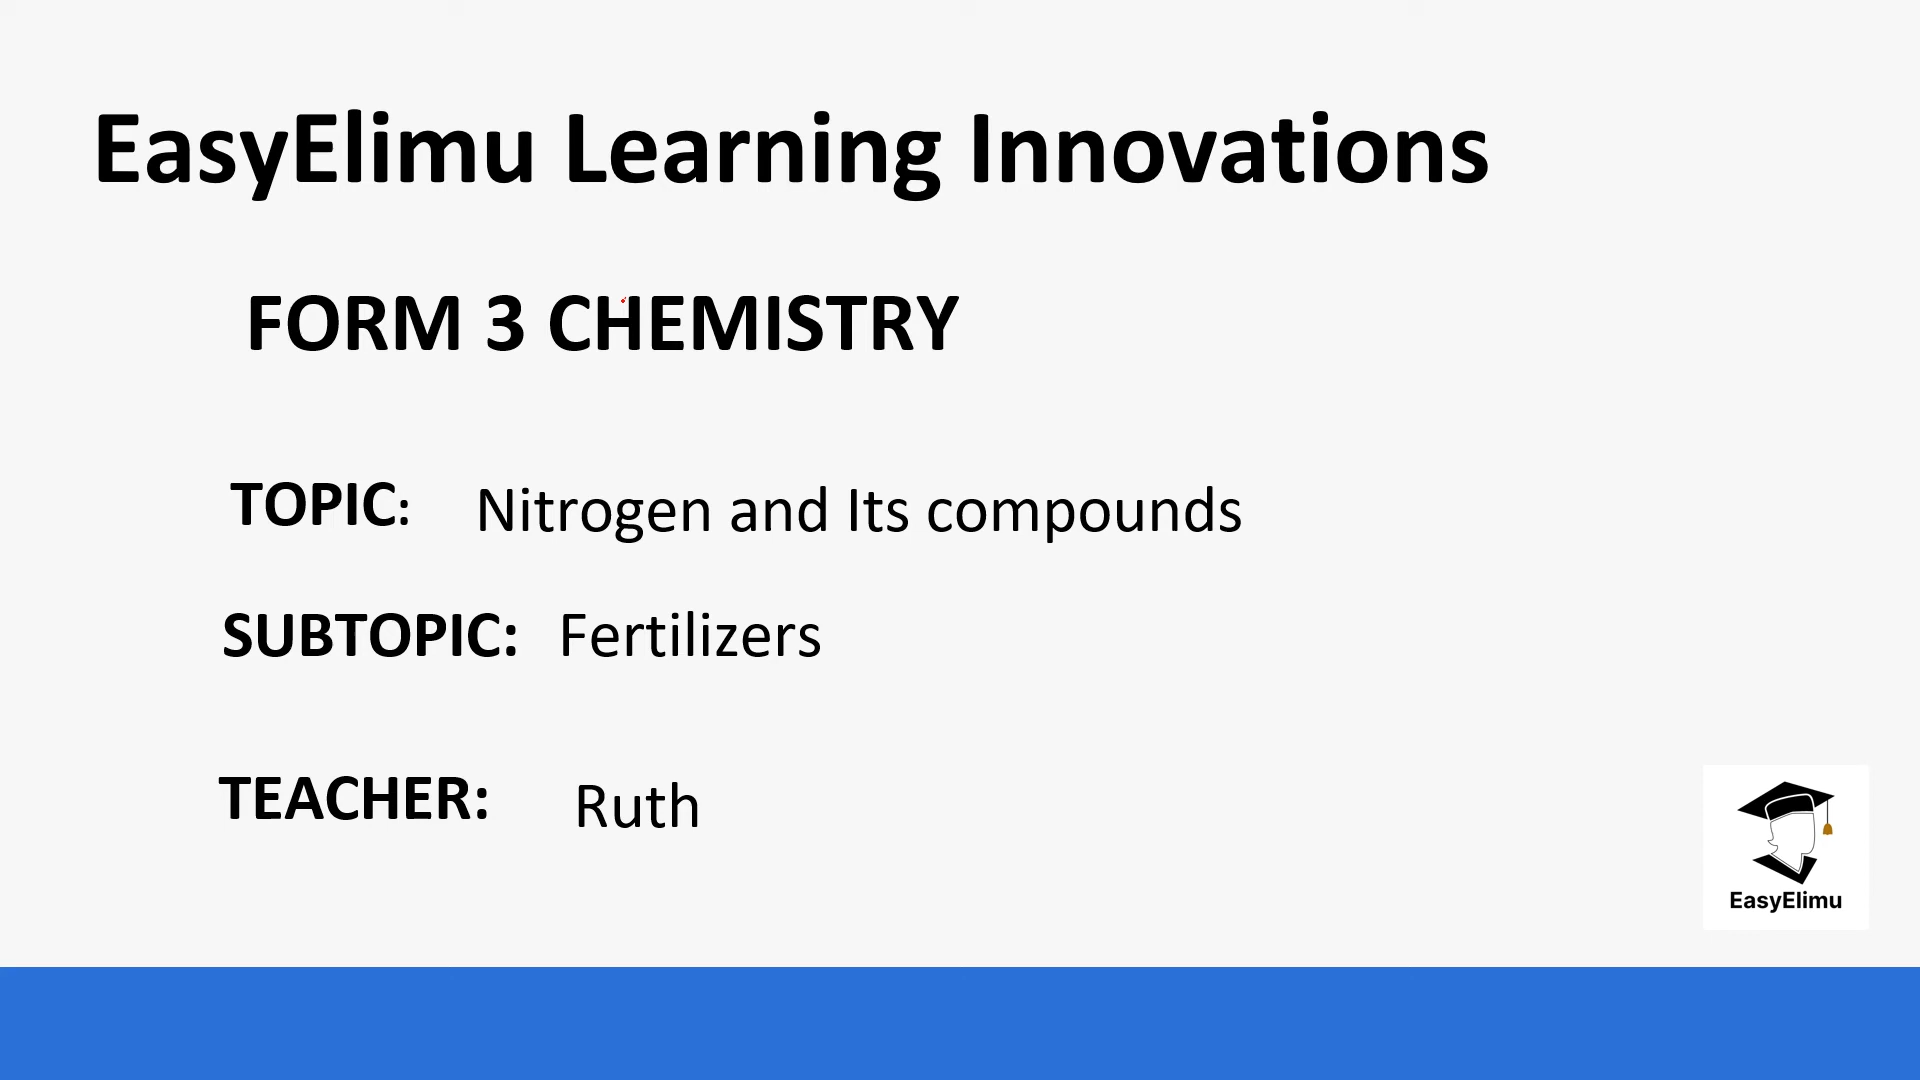 EasyElimu Learning Innovations
FORM 3 CHEMISTRY
TOPIC: Nitrogen and Its compounds
SUBTOPIC: Fertilizers
TEACHER: Ruth
EasyElimu